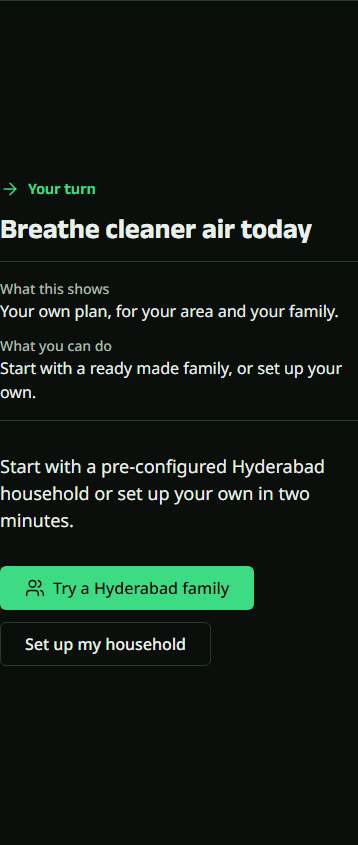 Your turn
Breathe cleaner air today
What this shows
Your own plan, for your area and your family.
What you can do
Start with a ready made family, or set up your
own.
Start with a pre-configured Hyderabad
household or set up your own in two
minutes.
Try a Hyderabad family
Set up my household